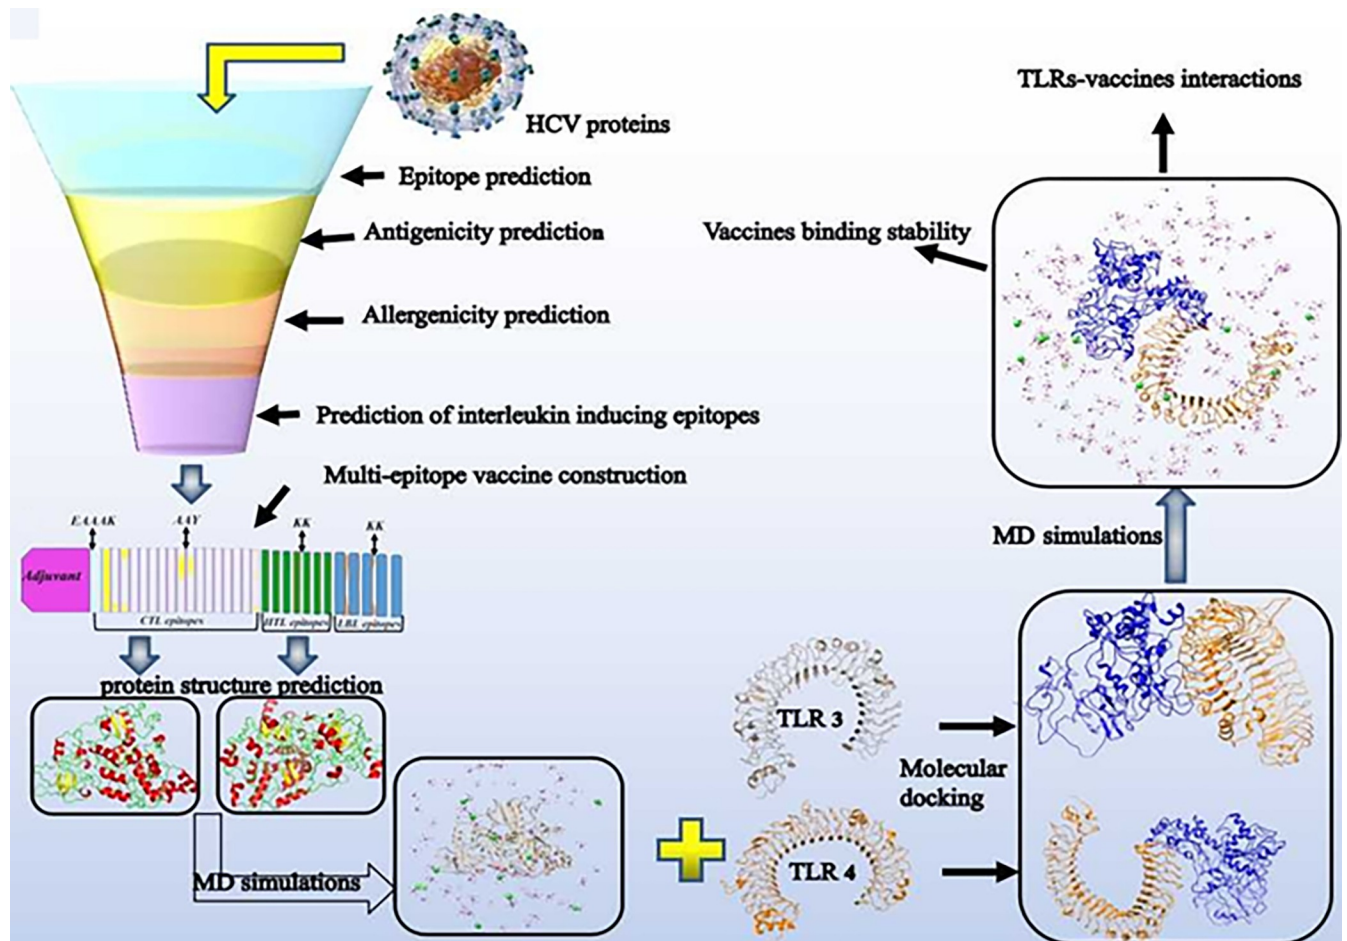 HCV proteins
Epitope prediction
Antigenicity prediction
Allergenicity prediction
Prediction of interleukin inducing epitopes
Multi-epitope vaccine construction
EAAAK
AAY
KK
KK
Adjuvant
CTL epitopes
HTL epitopes
LBL epitopes
protein structure prediction
MD simulations
TLR 3
TLR 4
Molecular
docking
MD simulations
Vaccines binding stability
TLRs-vaccines interactions